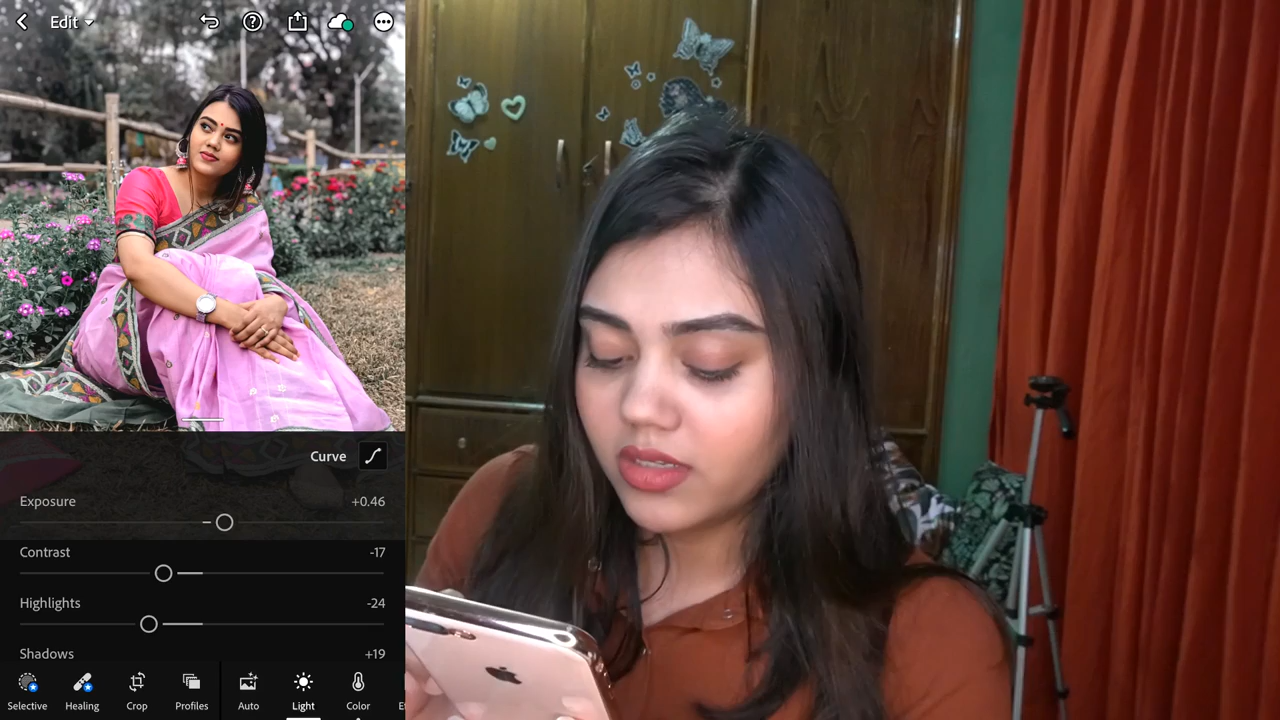 Edit
Curve
Exposure +0.46
Contrast -17
Highlights -24
Shadows +19
Selective Healing Crop Profiles Auto Light Color